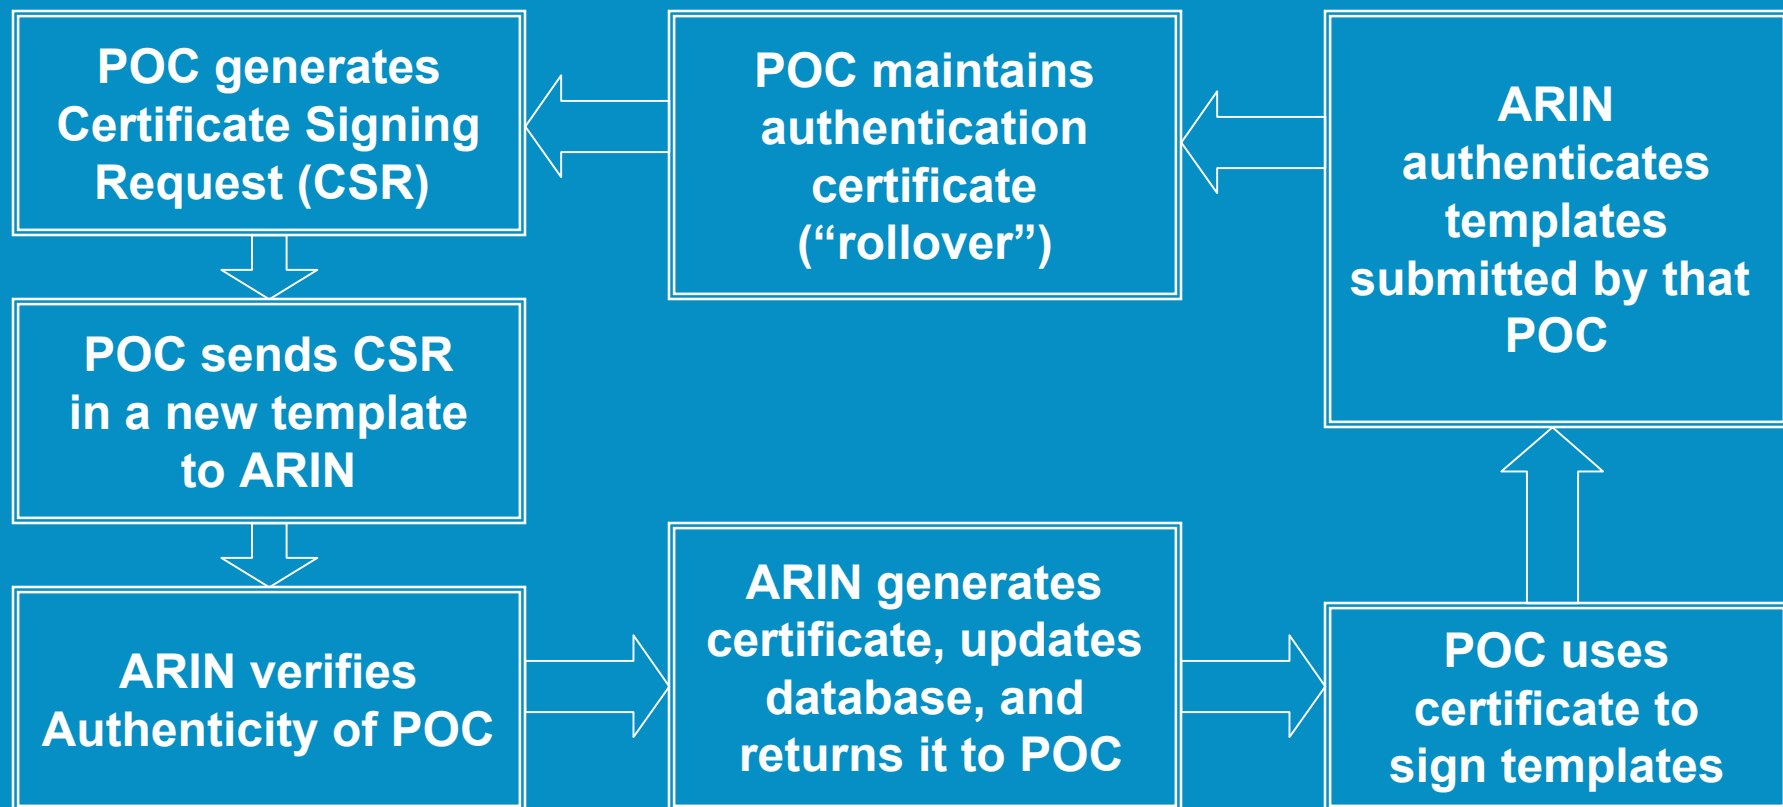 POC generates
Certificate Signing
Request (CSR)
POC maintains
authentication
certificate
(“rollover”)
ARIN
authenticates
templates
submitted by that
POC
POC sends CSR
in a new template
to ARIN
ARIN verifies
Authenticity of POC
ARIN generates
certificate, updates
database, and
returns it to POC
POC uses
certificate to
sign templates